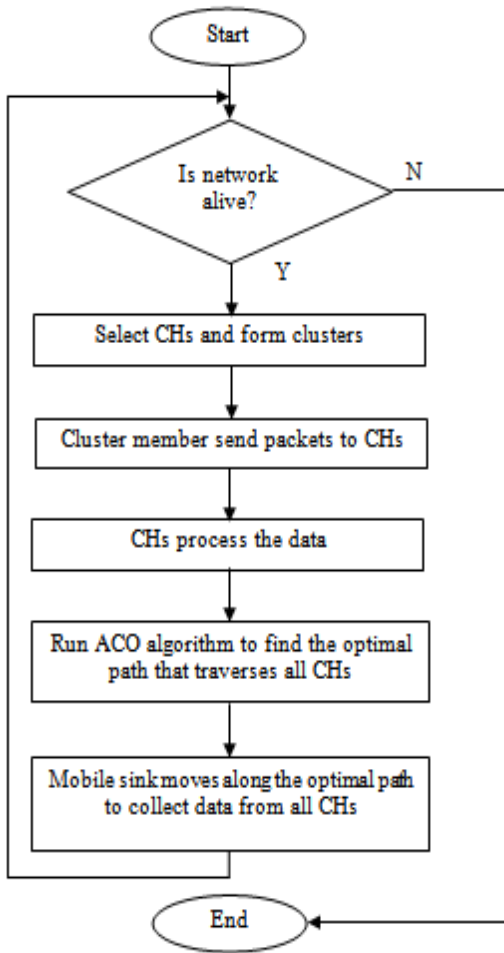 Start
Is network
alive?
N
Y
Select CHs and form clusters
Cluster member send packets to CHs
CHs process the data
Run ACO algorithm to find the optimal
path that traverses all CHs
Mobile sink moves along the optimal path
to collect data from all CHs
End